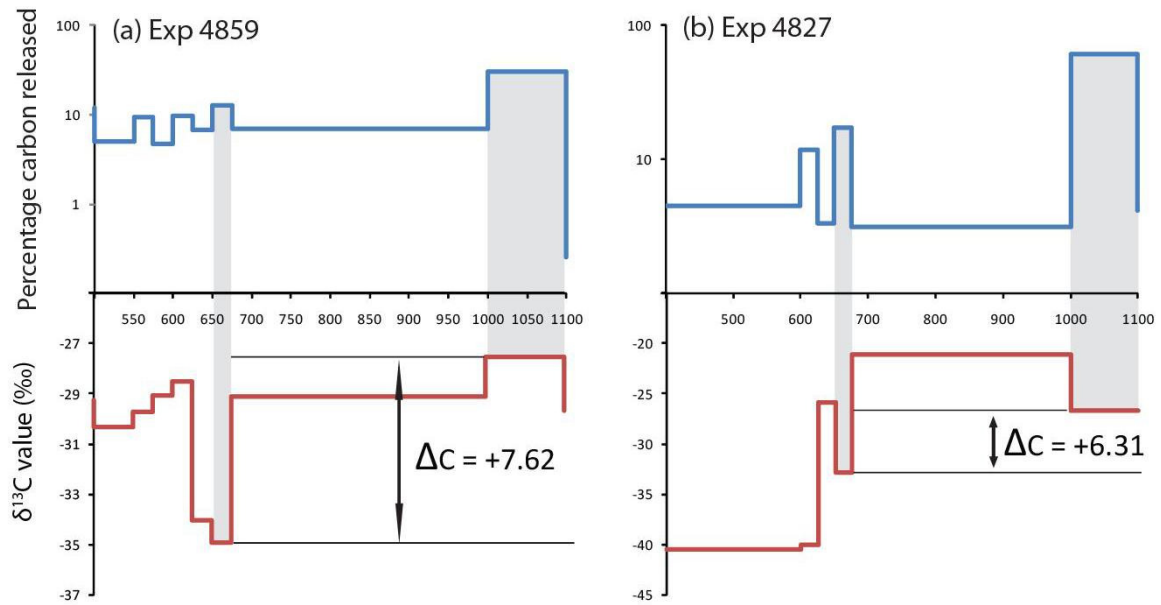 (a) Exp 4859
Percentage carbon released
100
10
1
550 600 650 700 750 800 850 900 950 1000 1050 1100
δ¹³C value (‰)
-27
-29
-31
-33
-35
-37
ΔC = +7.62
(b) Exp 4827
100
10
500 600 700 800 900 1000 1100
-20
-25
-30
-35
-40
-45
ΔC = +6.31